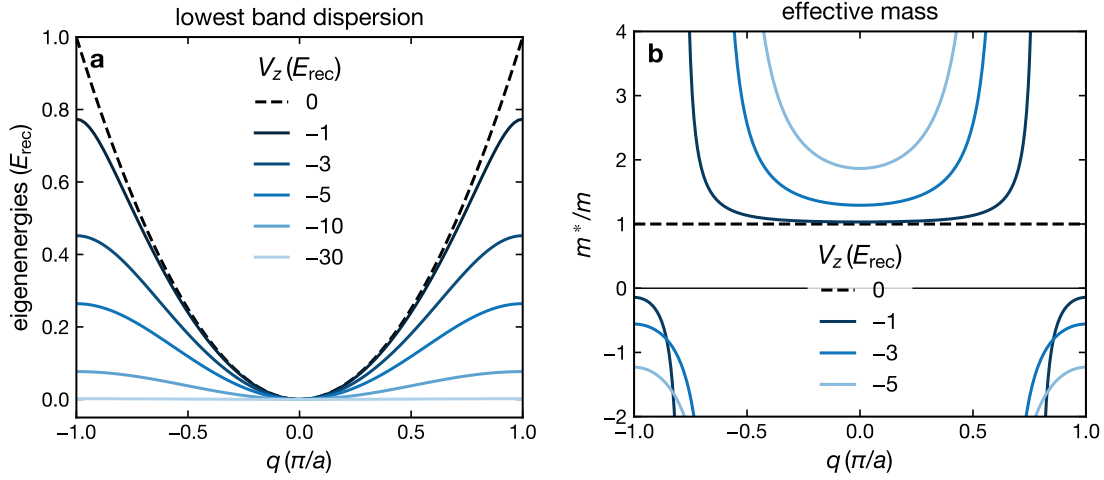 lowest band dispersion
a
V_z (E_rec)
0
−1
−3
−5
−10
−30
eigenenergies (E_rec)
1.0
0.8
0.6
0.4
0.2
0.0
−1.0 −0.5 0.0 0.5 1.0
q (π/a)
effective mass
b
m*/m
4
3
2
1
0
−1
−2
V_z (E_rec)
0
−1
−3
−5
−1.0 −0.5 0.0 0.5 1.0
q (π/a)